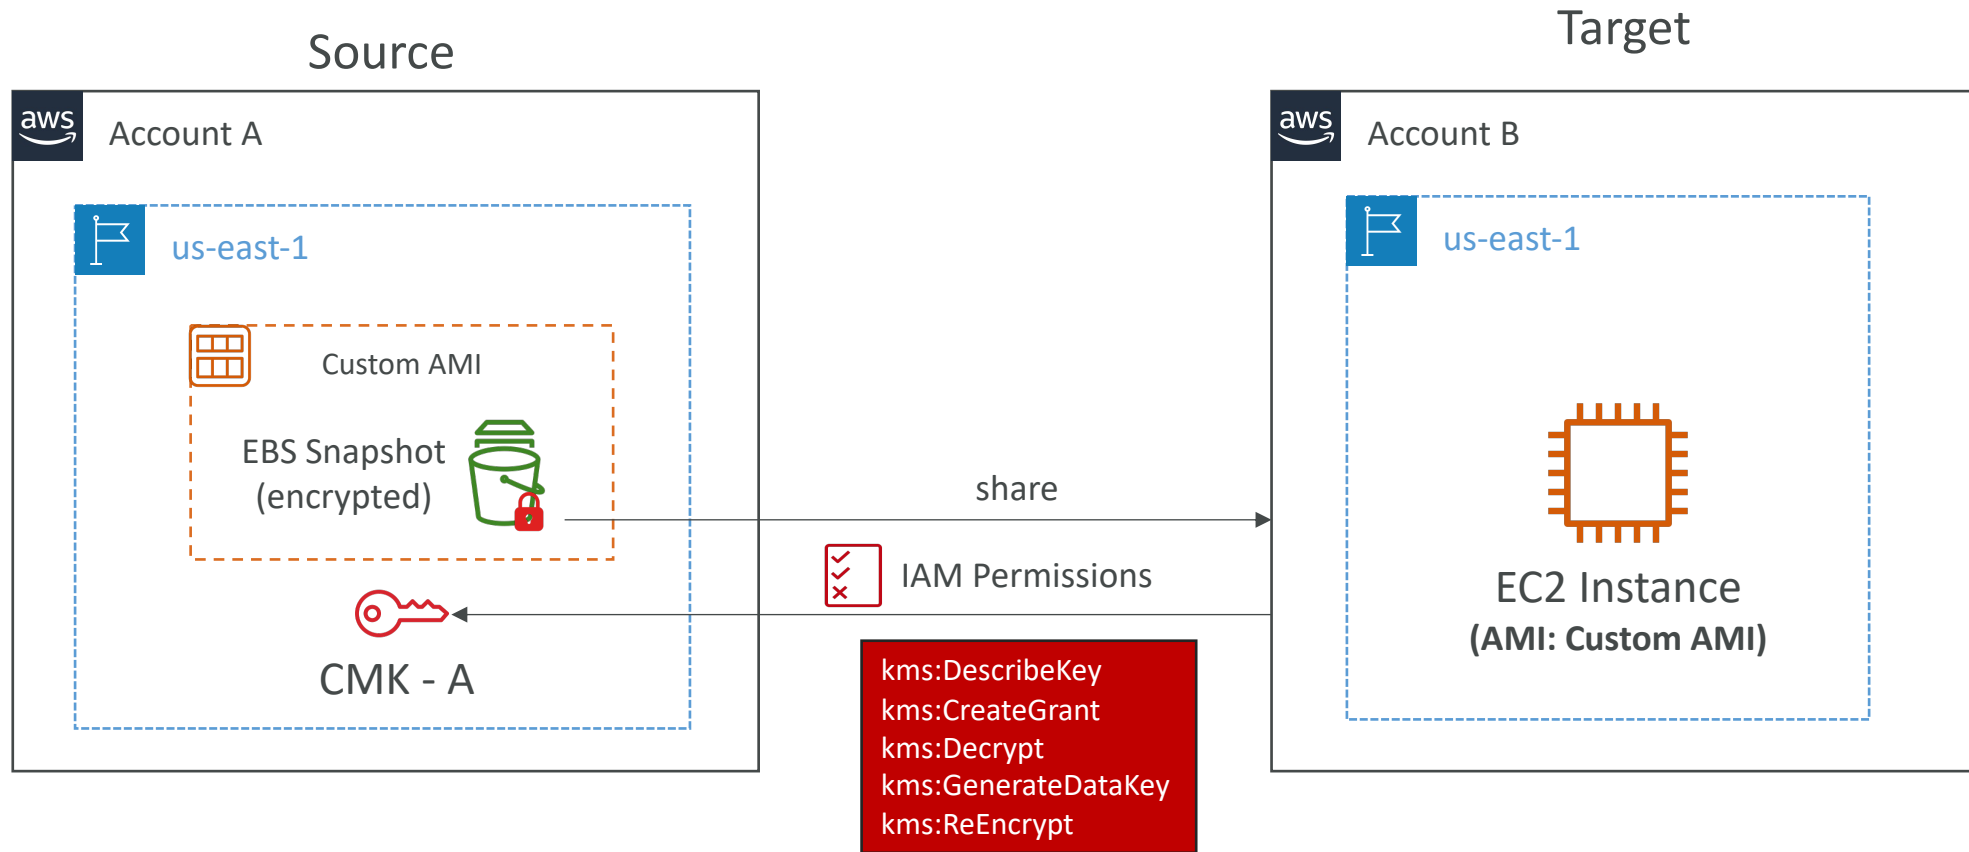 Source
Target
aws
Account A
us-east-1
Custom AMI
EBS Snapshot
(encrypted)
CMK - A
share
IAM Permissions
kms:DescribeKey
kms:CreateGrant
kms:Decrypt
kms:GenerateDataKey
kms:ReEncrypt
aws
Account B
us-east-1
EC2 Instance
(AMI: Custom AMI)